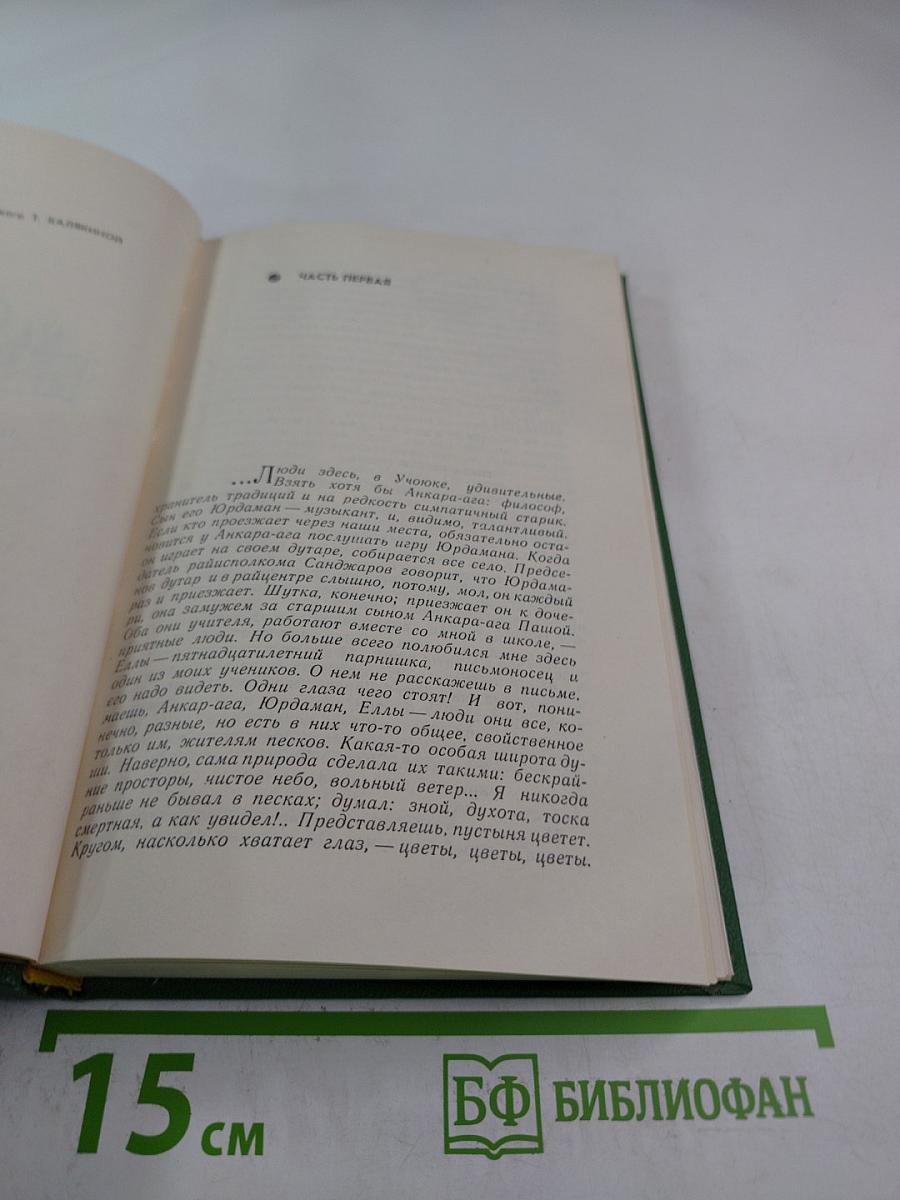 Т. КАЛЯКИНОЙ
ЧАСТЬ ПЕРВАЯ
...Люди здесь, в Учоюке, удивительные.
Взять хотя бы Анкара-ага: философ,
хранитель традиций и на редкость симпатичный старик.
Сын его Юрдаман — музыкант, и, видимо, талантливый.
Если кто проезжает через наши места, обязательно оста-
новится у Анкара-ага послушать игру Юрдамана. Когда
он играет на своем дутаре, собирается все село. Предсе-
датель райисполкома Санджаров говорит, что Юрдама-
нов дутар и в райцентре слышно, потому, мол, он каждый
раз и приезжает. Шутка, конечно; приезжает он к доче-
ри, она замужем за старшим сыном Анкара-ага Пашой.
Оба они учителя, работают вместе со мной в школе, —
приятные люди. Но больше всего полюбился мне здесь
Еллы — пятнадцатилетний парнишка, письмоносец и
один из моих учеников. О нем не расскажешь в письме,
его надо видеть. Одни глаза чего стоят! И вот, пони-
маешь, Анкар-ага, Юрдаман, Еллы — люди они все, ко-
нечно, разные, но есть в них что-то общее, свойственное
только им, жителям песков. Какая-то особая широта ду-
ши. Наверно, сама природа сделала их такими: бескрай-
ние просторы, чистое небо, вольный ветер... Я никогда
раньше не бывал в песках; думал: зной, духота, тоска
смертная, а как увидел!.. Представляешь, пустыня цветет.
Кругом, насколько хватает глаз, — цветы, цветы, цветы.
15 см
БФ БИБЛИОФАН